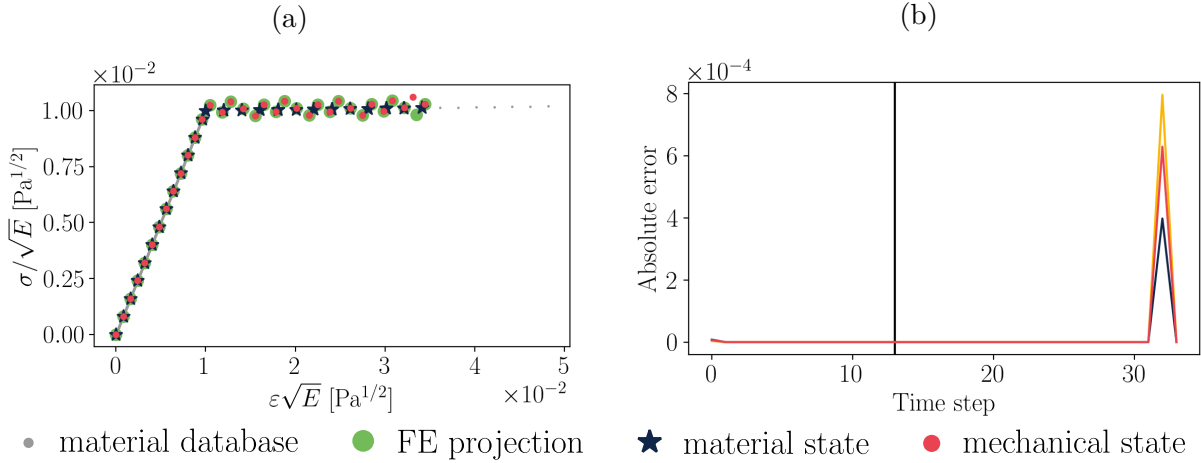 (a)
(b)
×10⁻²
1.00
0.75
0.50
0.25
0.00
σ/√E [Pa^{1/2}]
0 1 2 3 4 5
×10⁻²
ε√E [Pa^{1/2}]
×10⁻⁴
8
6
4
2
0
Absolute error
0 10 20 30
Time step
material database FE projection material state mechanical state